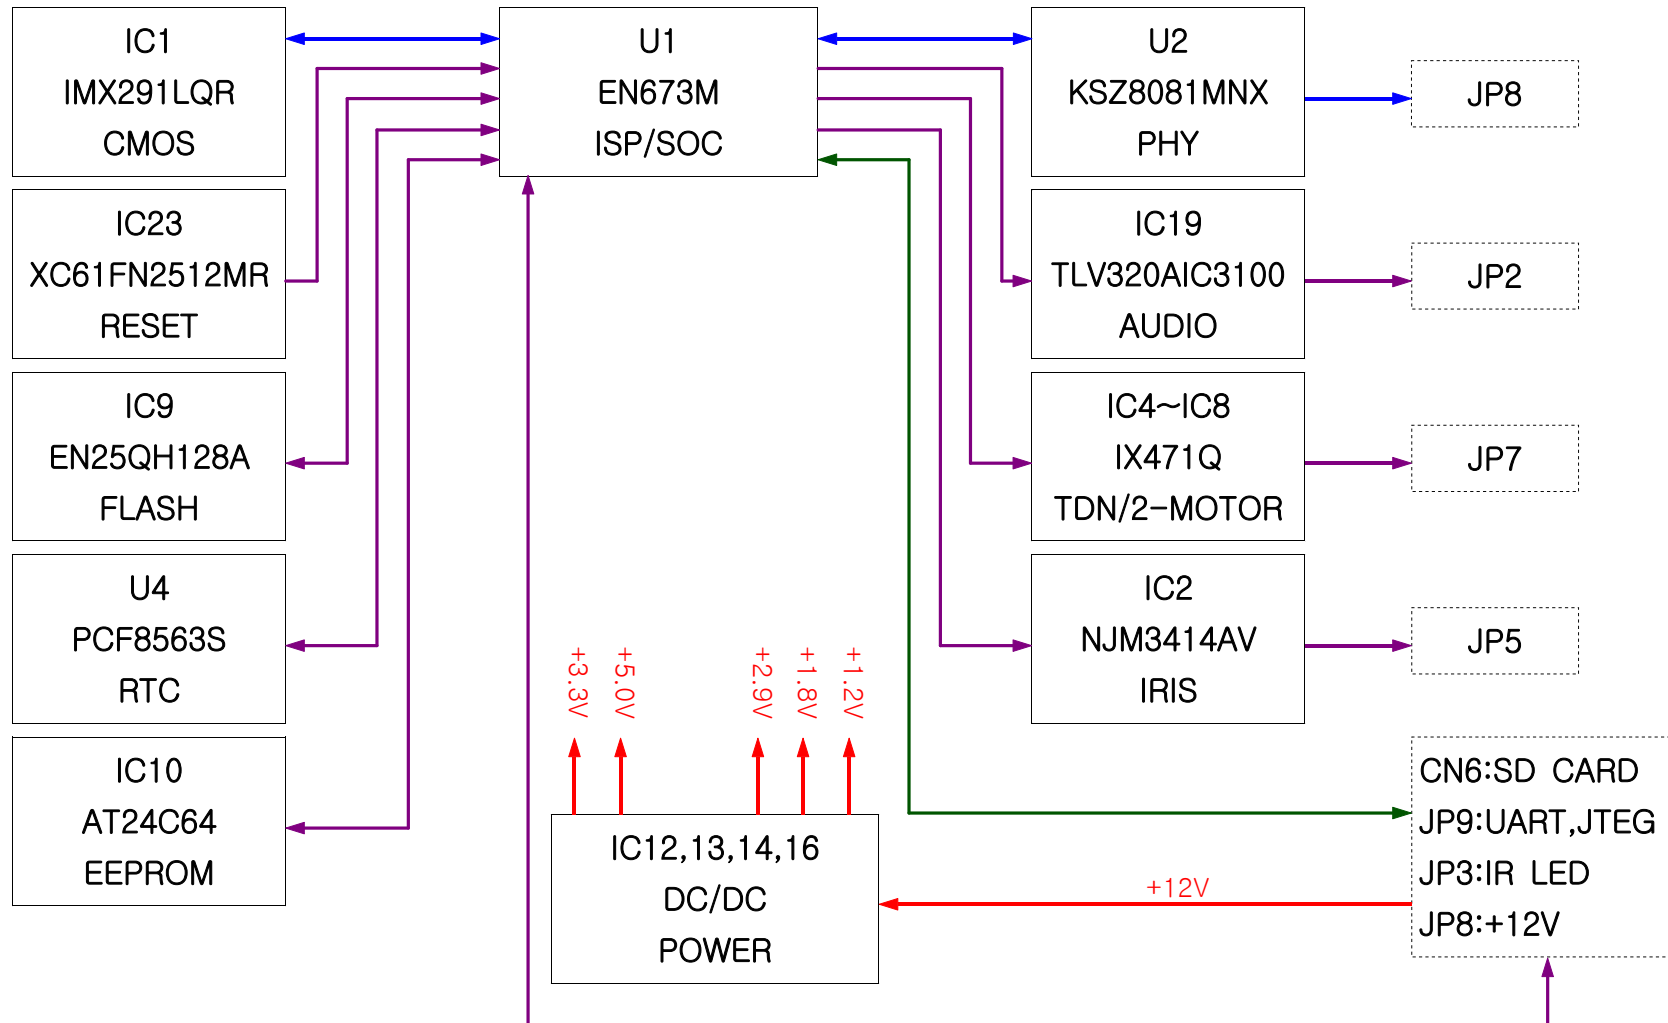 IC1
IMX291LQR
CMOS
U1
EN673M
ISP/SOC
U2
KSZ8081MNX
PHY
JP8
IC23
XC61FN2512MR
RESET
IC19
TLV320AIC3100
AUDIO
JP2
IC9
EN25QH128A
FLASH
IC4~IC8
IX471Q
TDN/2-MOTOR
JP7
U4
PCF8563S
RTC
IC2
NJM3414AV
IRIS
JP5
+3.3V
+5.0V
+2.9V
+1.8V
+1.2V
IC10
AT24C64
EEPROM
IC12,13,14,16
DC/DC
POWER
+12V
CN6:SD CARD
JP9:UART,JTEG
JP3:IR LED
JP8:+12V